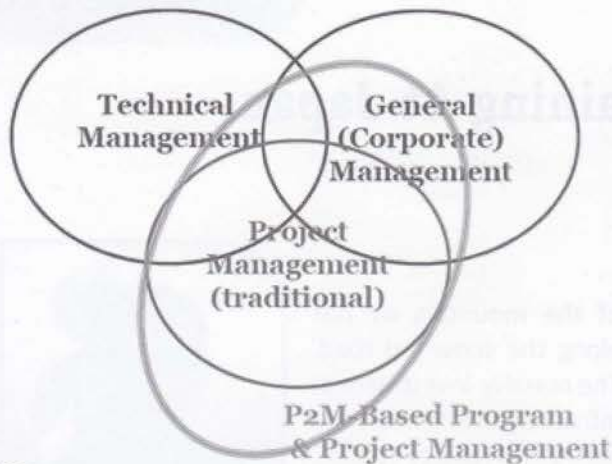 Technical
Management
General
(Corporate)
Management
Project
Management
(traditional)
P2M-Based Program
& Project Management